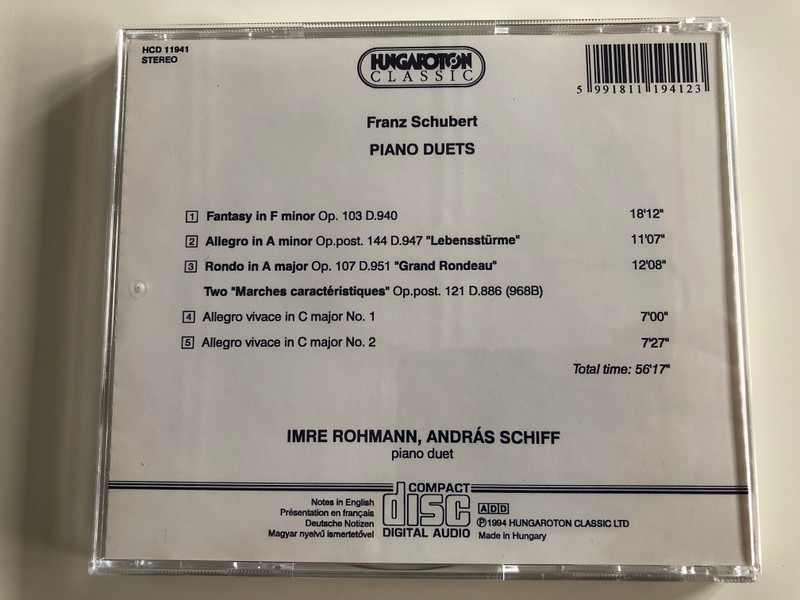 HCD 11941
STEREO
HUNGAROTON
CLASSIC
5 991811 194123
Franz Schubert
PIANO DUETS
1 Fantasy in F minor Op. 103 D.940 18'12"
2 Allegro in A minor Op.post. 144 D.947 "Lebensstürme" 11'07"
3 Rondo in A major Op. 107 D.951 "Grand Rondeau" 12'08"
Two "Marches caractéristiques" Op.post. 121 D.886 (968B)
4 Allegro vivace in C major No. 1 7'00"
5 Allegro vivace in C major No. 2 7'27"
Total time: 56'17"
IMRE ROHMANN, ANDRÁS SCHIFF
piano duet
Notes in English
Présentation en français
Deutsche Notizen
Magyar nyelvű ismertetővel
COMPACT
disc
DIGITAL AUDIO
ADD
℗1994 HUNGAROTON CLASSIC LTD
Made in Hungary